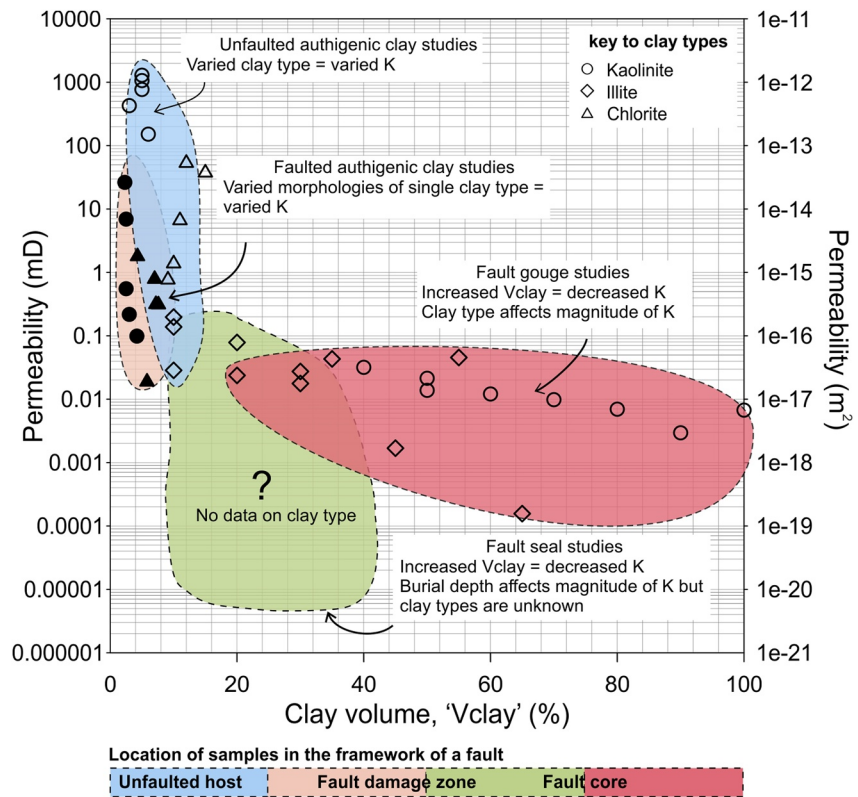 10000
1000
100
10
1
0.1
0.01
0.001
0.0001
0.00001
0.000001
Permeability (mD)
1e-11
1e-12
1e-13
1e-14
1e-15
1e-16
1e-17
1e-18
1e-19
1e-20
1e-21
Permeability (m2)
Unfaulted authigenic clay studies
Varied clay type = varied K
key to clay types
Kaolinite
Illite
Chlorite
Faulted authigenic clay studies
Varied morphologies of single clay type =
varied K
Fault gouge studies
Increased Vclay = decreased K
Clay type affects magnitude of K
?
No data on clay type
Fault seal studies
Increased Vclay = decreased K
Burial depth affects magnitude of K but
clay types are unknown
0 20 40 60 80 100
Clay volume, ‘Vclay’ (%)
Location of samples in the framework of a fault
Unfaulted host Fault damage zone Fault core